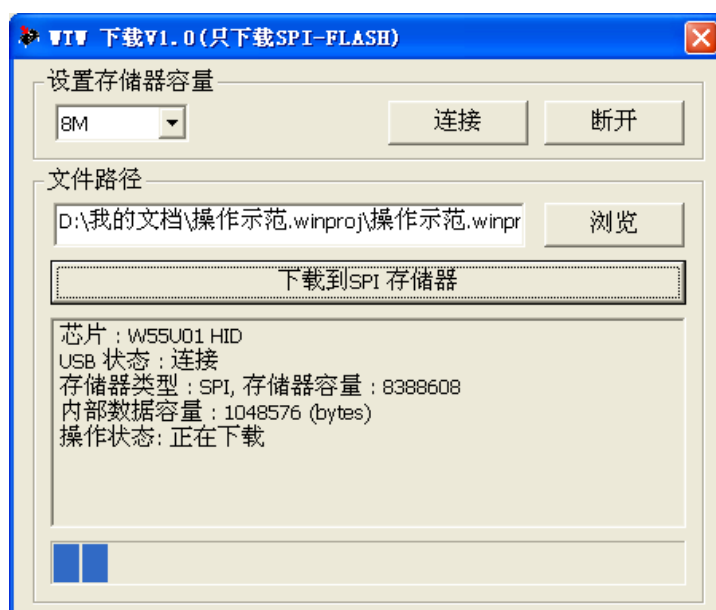 WTW 下载V1.0(只下载SPI-FLASH)
设置存储器容量
8M
连接
断开
文件路径
D:\我的文档\操作示范.winproj\操作示范.winpr
浏览
下载到SPI 存储器
芯片 : W55U01 HID
USB 状态 : 连接
存储器类型 : SPI, 存储器容量 : 8388608
内部数据容量 : 1048576 (bytes)
操作状态: 正在下载